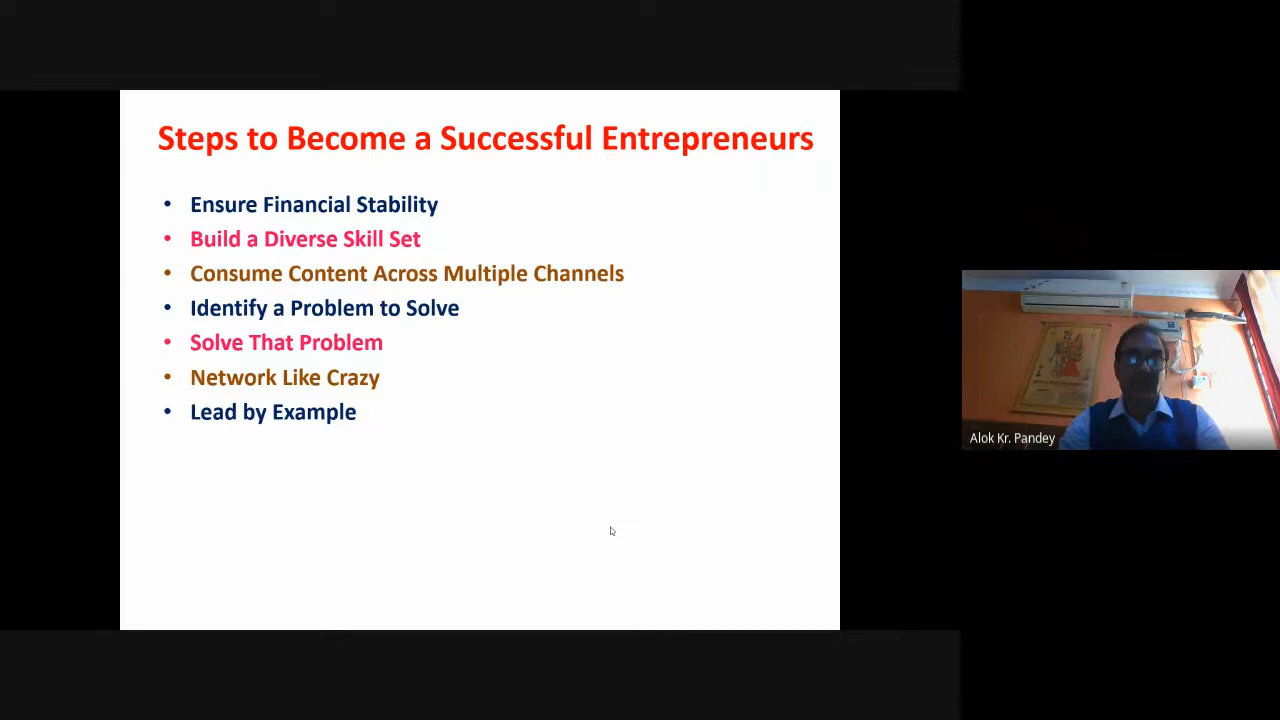 Steps to Become a Successful Entrepreneurs
• Ensure Financial Stability
• Build a Diverse Skill Set
• Consume Content Across Multiple Channels
• Identify a Problem to Solve
• Solve That Problem
• Network Like Crazy
• Lead by Example
Alok Kr. Pandey